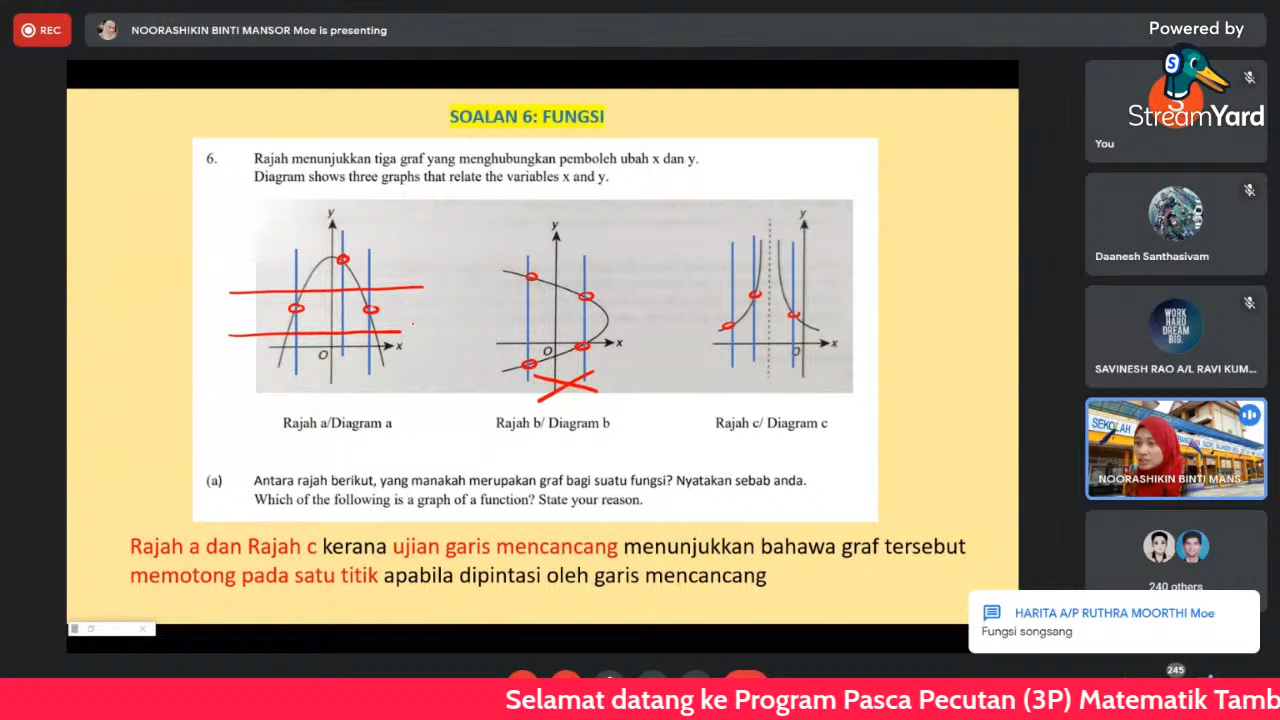 REC
NOORASHIKIN BINTI MANSOR Moe is presenting
Powered by
S
StreamYard
You
SOALAN 6: FUNGSI
6. Rajah menunjukkan tiga graf yang menghubungkan pemboleh ubah x dan y.
Diagram shows three graphs that relate the variables x and y.
y
x
O
y
x
O
y
x
O
Rajah a/Diagram a
Rajah b/ Diagram b
Rajah c/ Diagram c
(a) Antara rajah berikut, yang manakah merupakan graf bagi suatu fungsi? Nyatakan sebab anda.
Which of the following is a graph of a function? State your reason.
Rajah a dan Rajah c kerana ujian garis mencancang menunjukkan bahawa graf tersebut
memotong pada satu titik apabila dipintasi oleh garis mencancang
Daanesh Santhasivam
WORK
HARD
DREAM
BIG.
SAVINESH RAO A/L RAVI KUM...
SEKOLAH
NOORASHIKIN BINTI MANS...
240 others
HARITA A/P RUTHRA MOORTHI Moe
Fungsi songsang
245
Selamat datang ke Program Pasca Pecutan (3P) Matematik Tamb